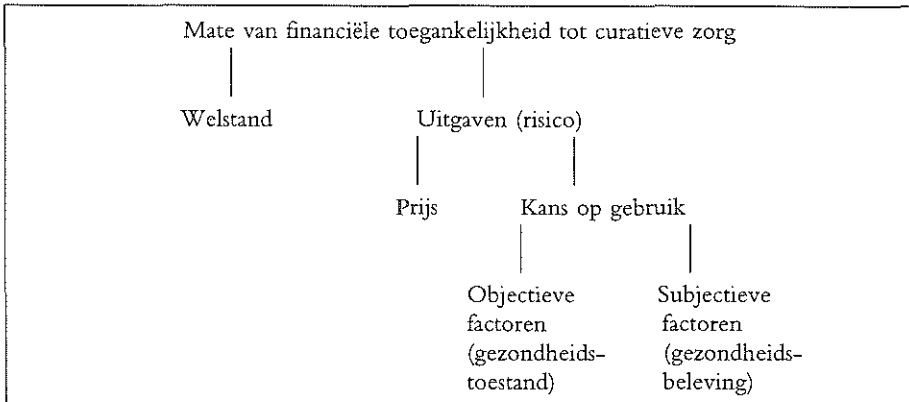 Mate van financiële toegankelijkheid tot curatieve zorg
Welstand Uitgaven (risico)
Prijs Kans op gebruik
Objectieve Subjectieve
factoren factoren
(gezondheids- (gezondheids-
toestand) beleving)